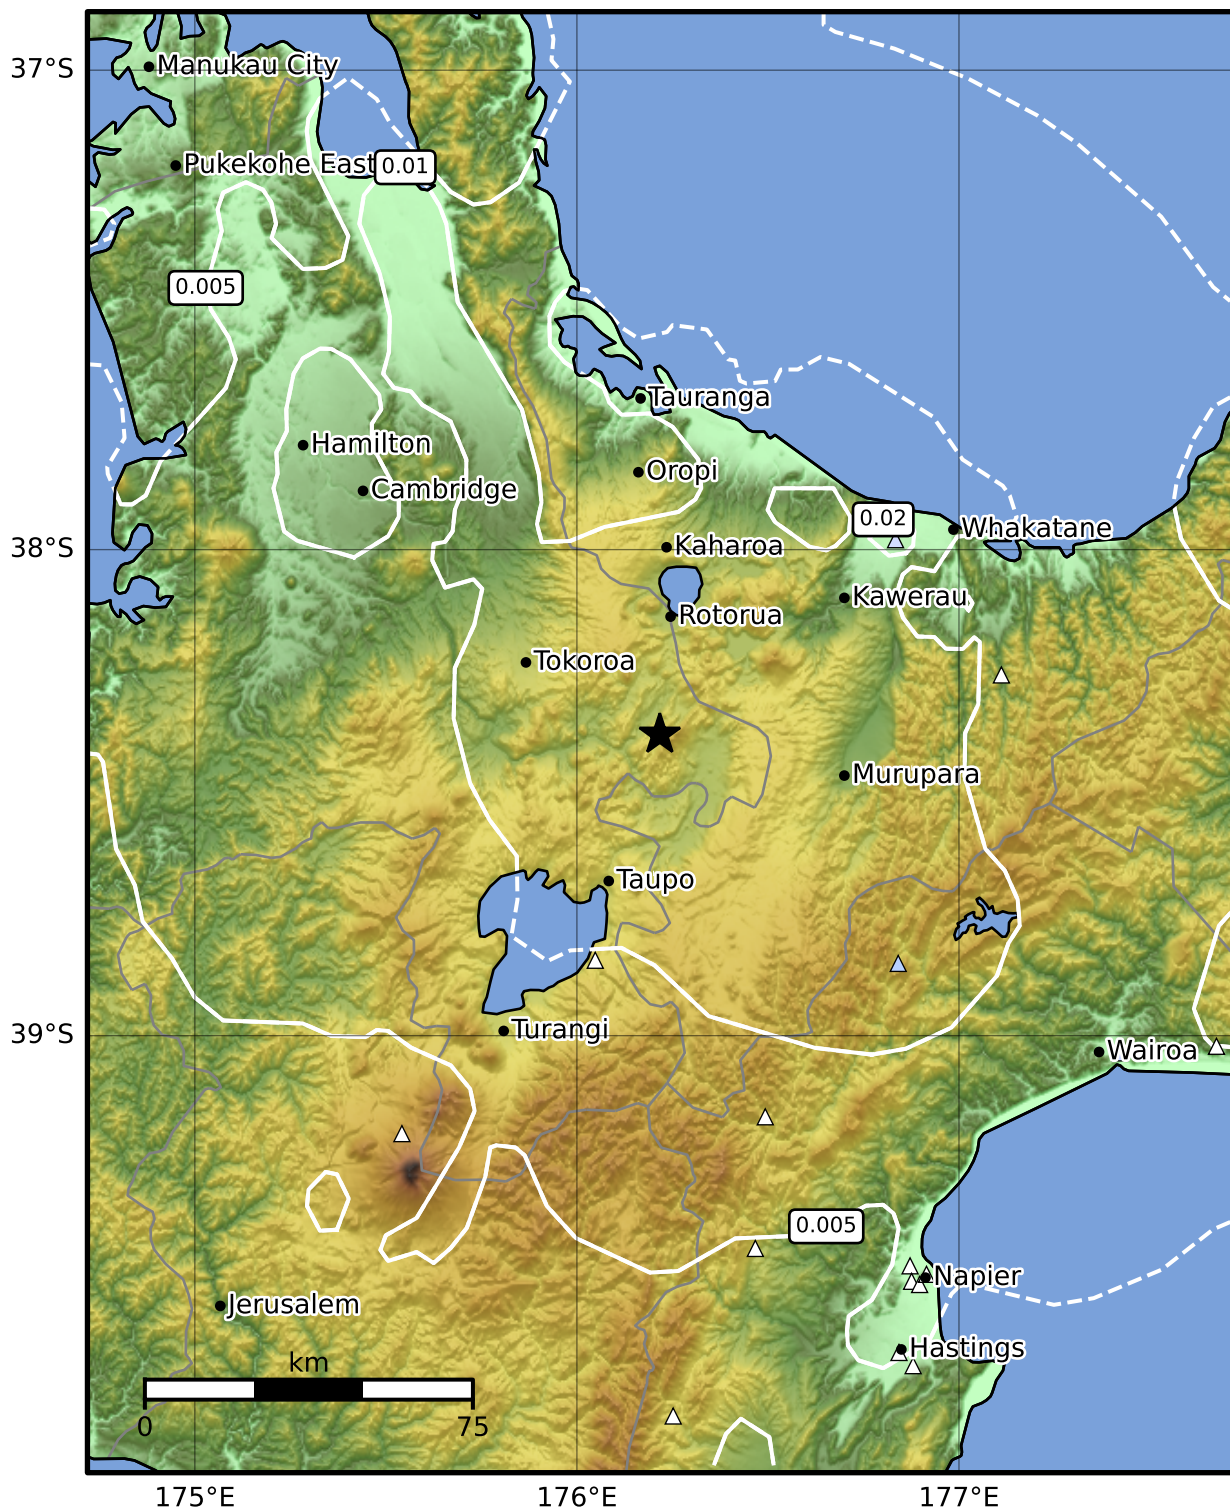 37°S
Manukau City
Pukekohe East
0.01
0.005
Tauranga
Hamilton
Oropi
Cambridge
0.02
Whakatane
38°S
Kaharoa
Kawerau
Rotorua
Tokoroa
Murupara
Taupo
Turangi
39°S
Wairoa
0.005
Napier
Jerusalem
Hastings
km
0
75
175°E
176°E
177°E